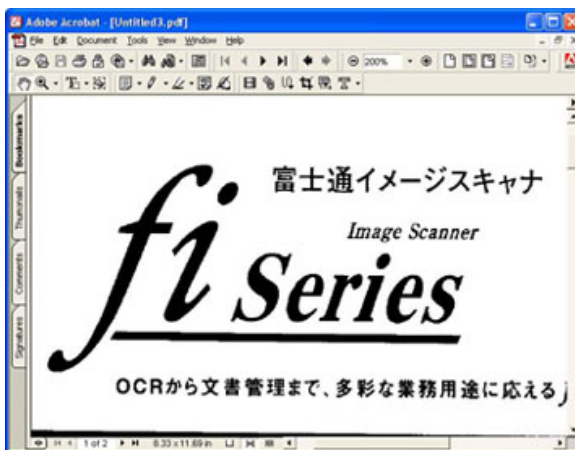 Adobe Acrobat - [Untitled3.pdf]
File Edit Document Tools View Window Help
200%
Bookmarks
Thumbnails
Comments
Signatures
富士通イメージスキャナ
Image Scanner
fi Series
OCRから文書管理まで、多彩な業務用途に応える f
1 of 2
8.33 x 11.69 in